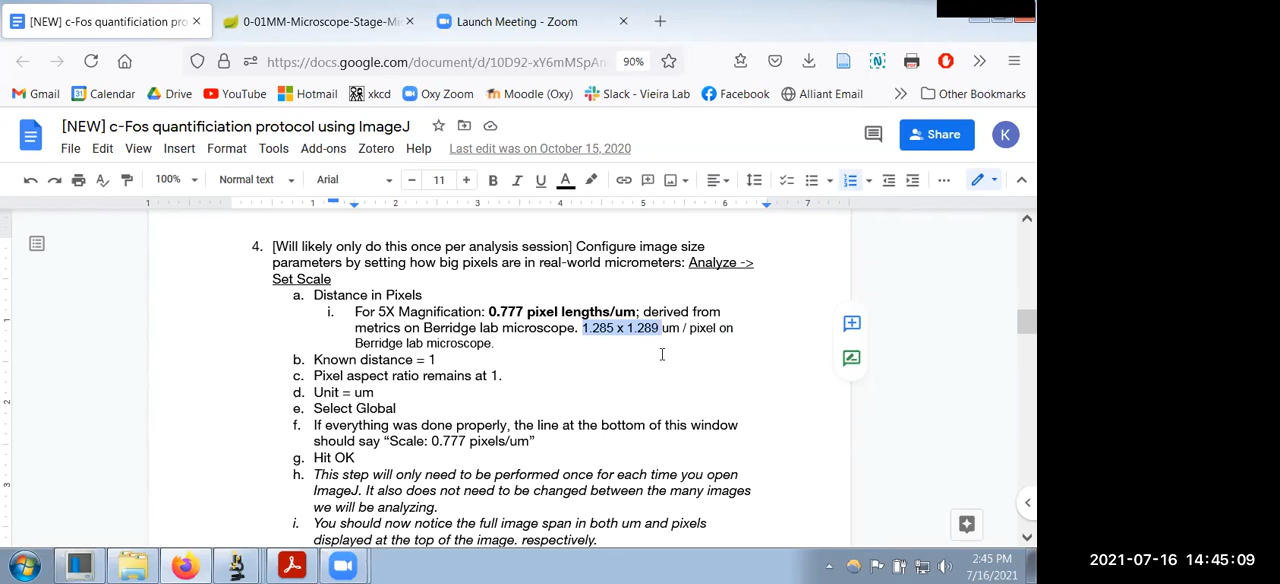 [NEW] c-Fos quantificiation pro
0-01MM-Microscope-Stage-Mi
Launch Meeting - Zoom
https://docs.google.com/document/d/10D92-xY6mMSpAn
90%
Gmail Calendar Drive YouTube Hotmail xkcd Oxy Zoom Moodle (Oxy) Slack - Vieira Lab Facebook Alliant Email Other Bookmarks
[NEW] c-Fos quantificiation protocol using ImageJ
Share
K
File Edit View Insert Format Tools Add-ons Zotero Help Last edit was on October 15, 2020
100% Normal text Arial 11 B I U A
1 1 2 3 4 5 6 7
4. [Will likely only do this once per analysis session] Configure image size
parameters by setting how big pixels are in real-world micrometers: Analyze ->
Set Scale
a. Distance in Pixels
i. For 5X Magnification: 0.777 pixel lengths/um; derived from
metrics on Berridge lab microscope. 1.285 x 1.289 um / pixel on
Berridge lab microscope.
b. Known distance = 1
c. Pixel aspect ratio remains at 1.
d. Unit = um
e. Select Global
f. If everything was done properly, the line at the bottom of this window
should say “Scale: 0.777 pixels/um”
g. Hit OK
h. This step will only need to be performed once for each time you open
ImageJ. It also does not need to be changed between the many images
we will be analyzing.
i. You should now notice the full image span in both um and pixels
displayed at the top of the image. respectively.
2:45 PM
7/16/2021
2021-07-16 14:45:09